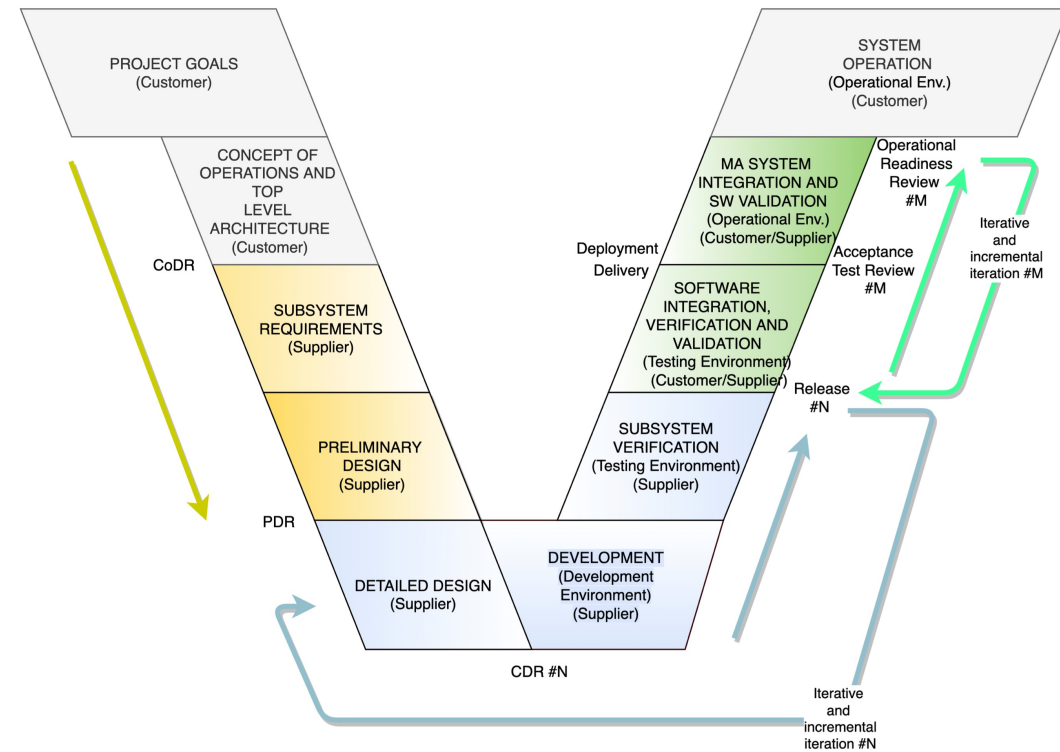 PROJECT GOALS
(Customer)
SYSTEM
OPERATION
(Operational Env.)
(Customer)
CONCEPT OF
OPERATIONS AND
TOP
LEVEL
ARCHITECTURE
(Customer)
MA SYSTEM
INTEGRATION AND
SW VALIDATION
(Operational Env.)
(Customer/Supplier)
Operational
Readiness
Review
#M
Iterative
and
incremental
iteration #M
CoDR
Deployment
Delivery
Acceptance
Test Review
#M
SUBSYSTEM
REQUIREMENTS
(Supplier)
SOFTWARE
INTEGRATION,
VERIFICATION AND
VALIDATION
(Testing Environment)
(Customer/Supplier)
Release
#N
PRELIMINARY
DESIGN
(Supplier)
SUBSYSTEM
VERIFICATION
(Testing Environment)
(Supplier)
PDR
DETAILED DESIGN
(Supplier)
DEVELOPMENT
(Development
Environment)
(Supplier)
CDR #N
Iterative
and
incremental
iteration #N